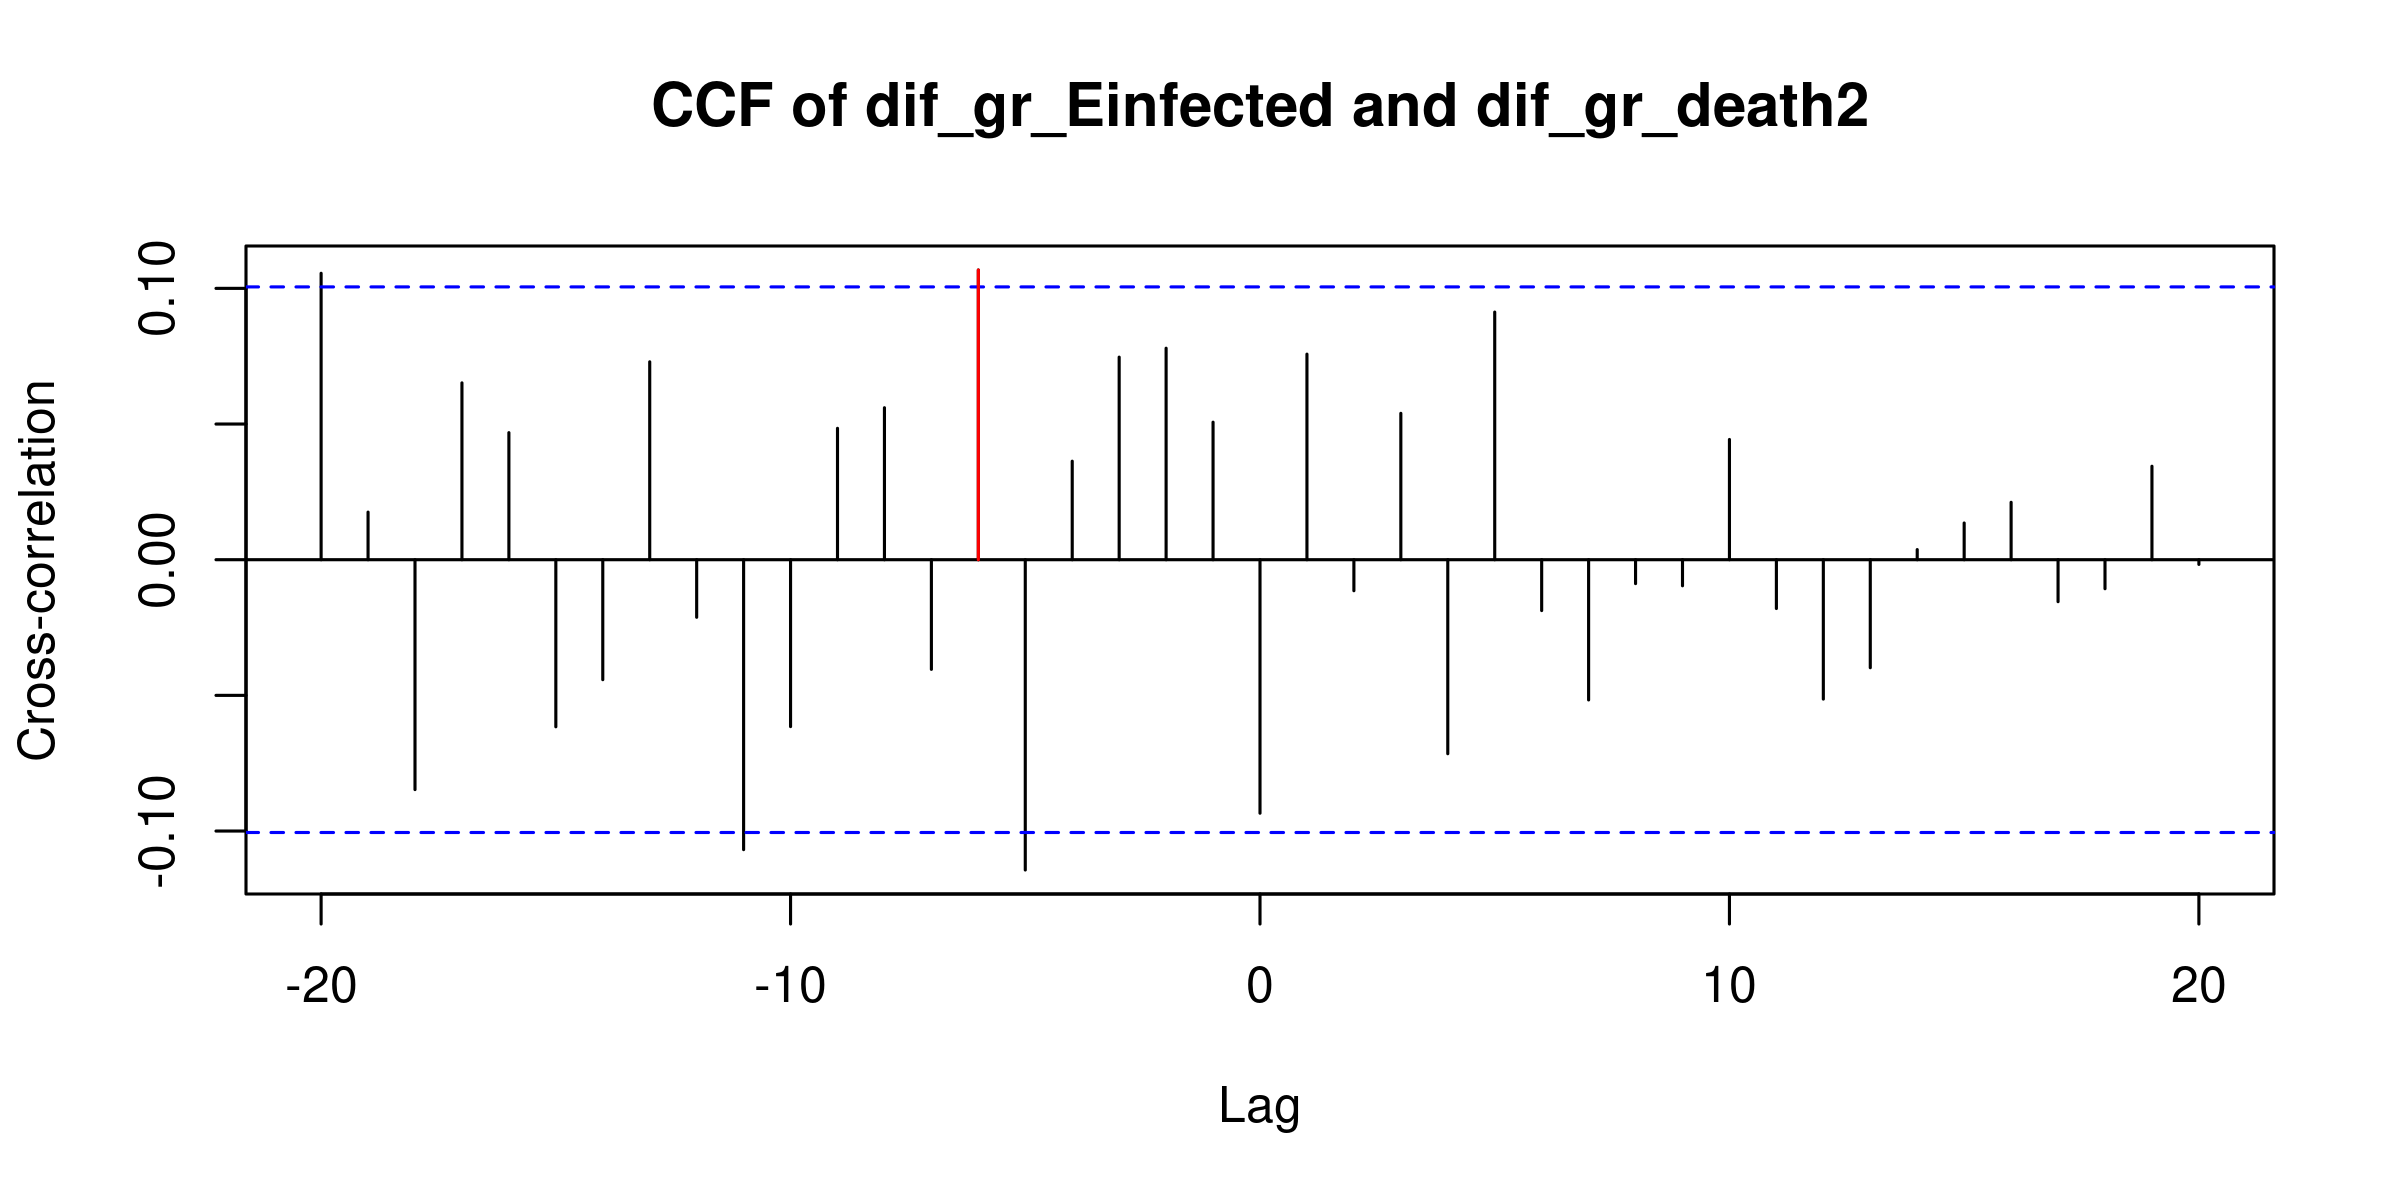 CCF of dif_gr_Einfected and dif_gr_death2
Cross-correlation
0.10
0.00
-0.10
-20 -10 0 10 20
Lag